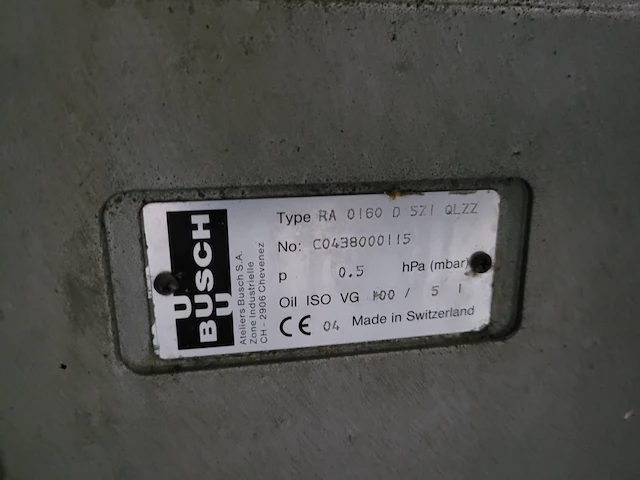 U
BUSCH
U
Ateliers Busch S.A.
Zone Industrielle
CH - 2906 Chevenez
Type RA 0160 D 5Z1 QLZZ
No: C0438000115
p 0.5 hPa (mbar)
Oil ISO VG 100 / 5 l
CE 04 Made in Switzerland